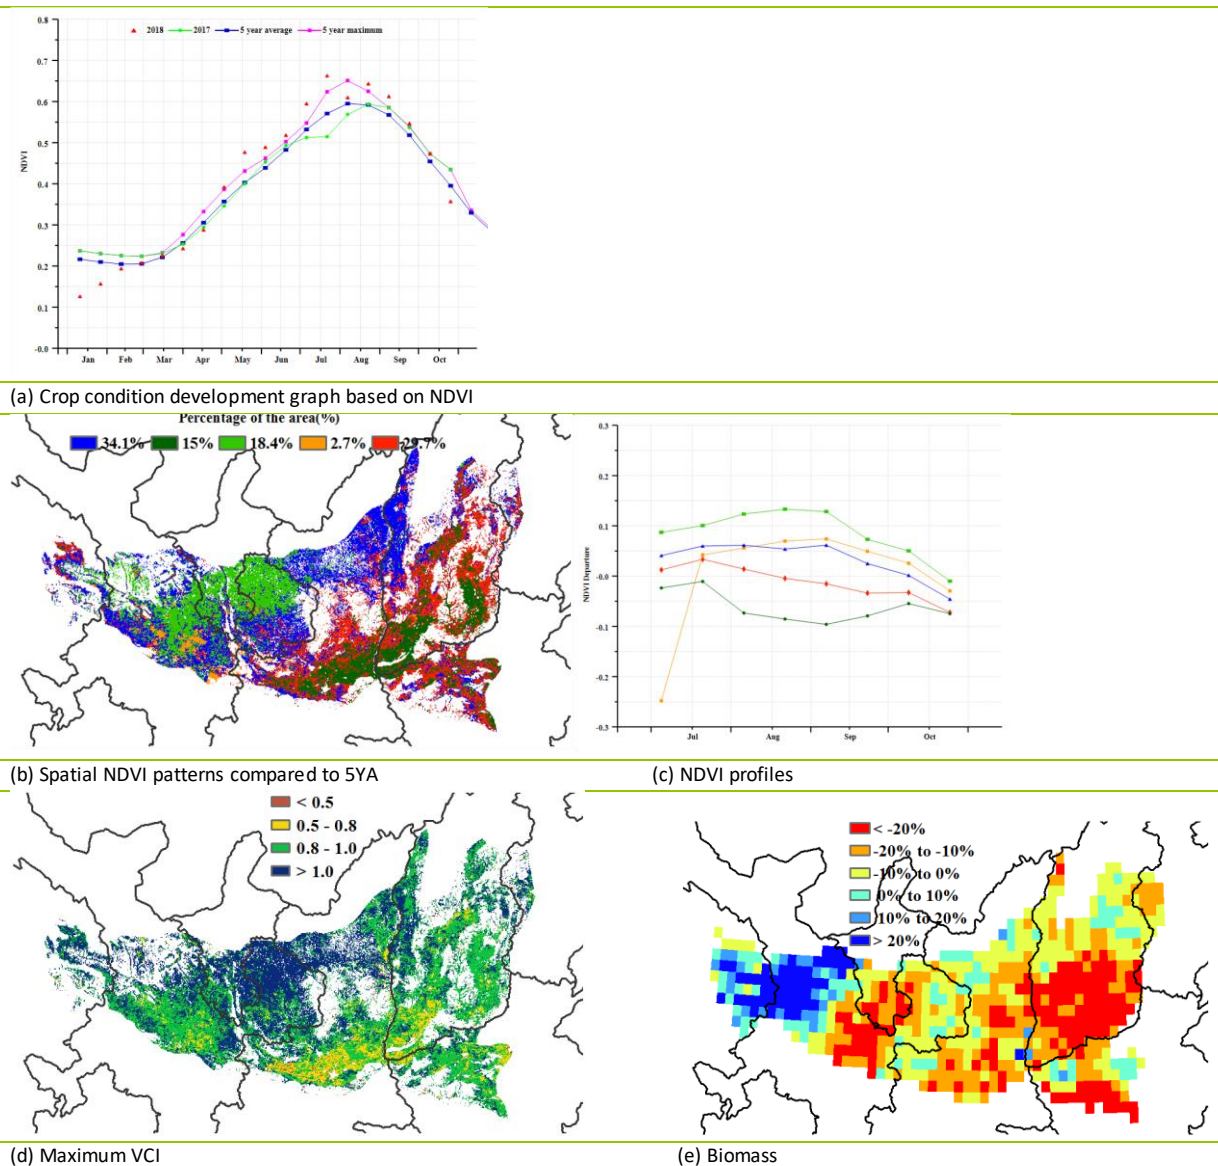 0.8
2018 2017 5 year average 5 year maximum
0.7
0.6
0.5
NDVI
0.4
0.3
0.2
0.1
-0.0
Jan Feb Mar Apr May Jun Jul Aug Sep Oct
(a) Crop condition development graph based on NDVI
Percentage of the area(%)
34.1% 15% 18.4% 2.7% 29.7%
0.3
0.2
0.1
-0.0
NDVI Departure
-0.1
-0.2
-0.3
Jul Aug Sep Oct
(b) Spatial NDVI patterns compared to 5YA
(c) NDVI profiles
< 0.5
0.5 - 0.8
0.8 - 1.0
> 1.0
< -20%
-20% to -10%
-10% to 0%
0% to 10%
10% to 20%
> 20%
(d) Maximum VCI
(e) Biomass